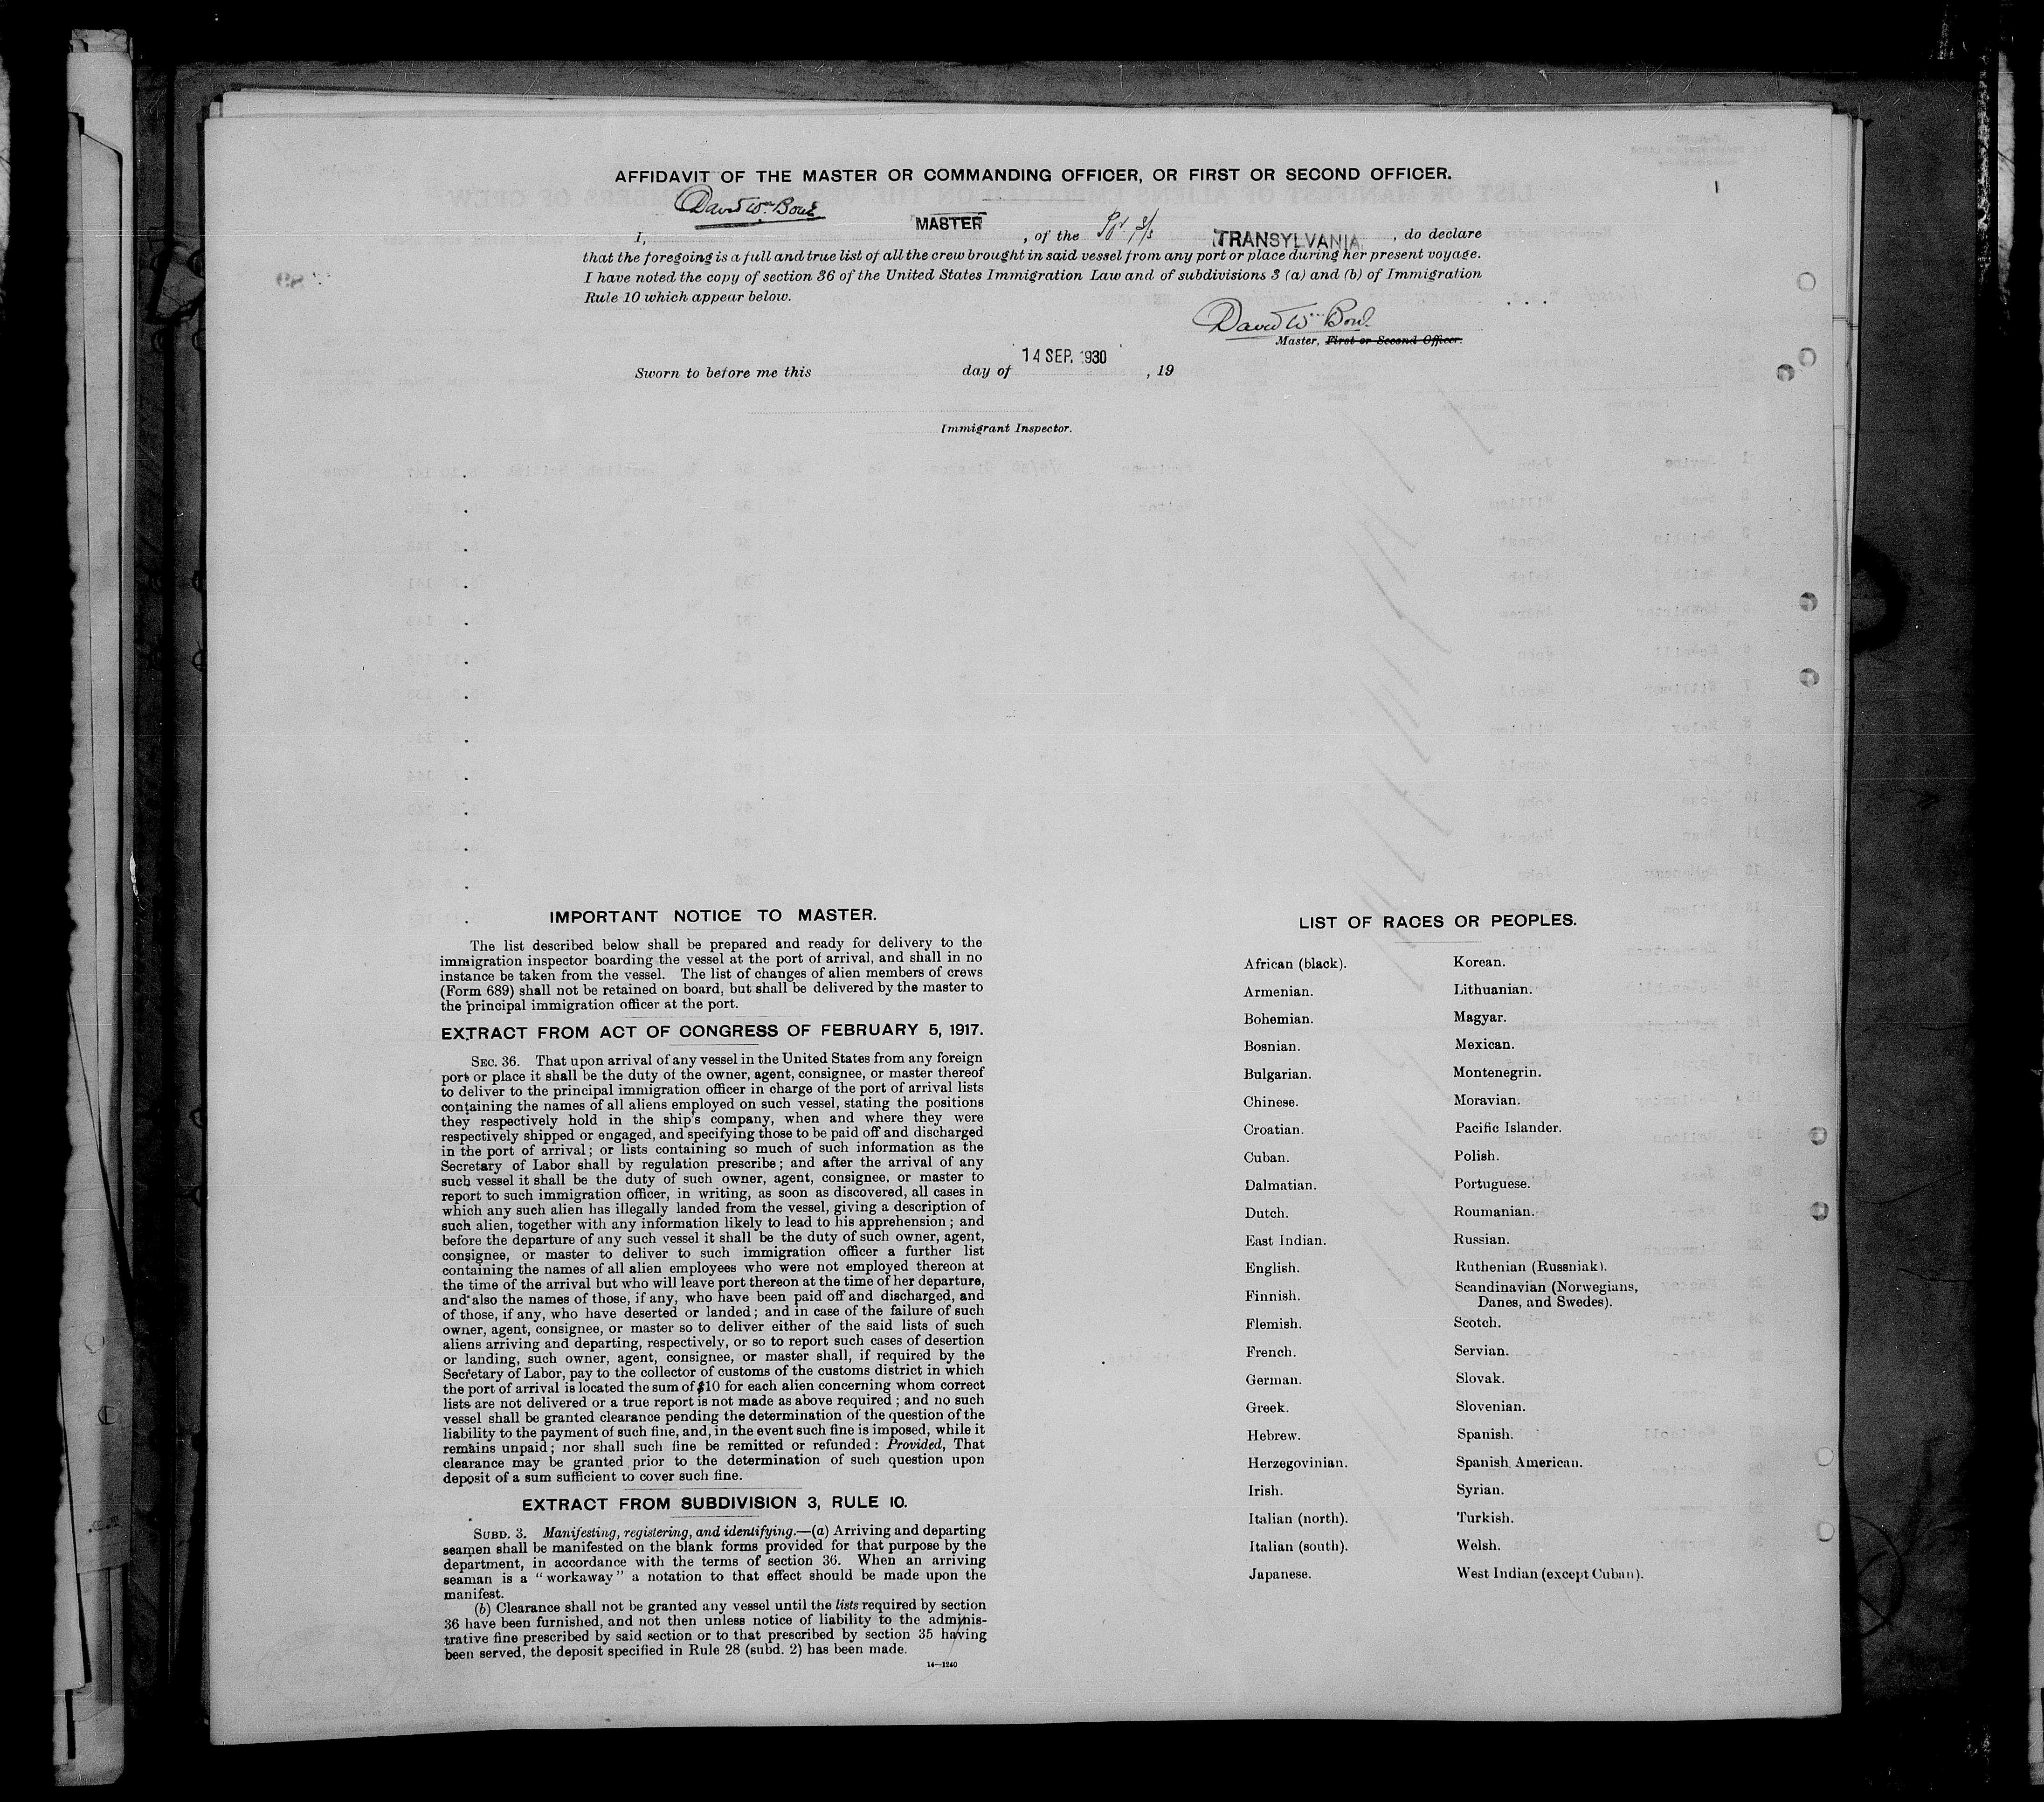 AFFIDAVIT OF THE MASTER OR COMMANDING OFFICER, OR FIRST OR SECOND OFFICER.
I, David Wm. Bone MASTER, of the TRANSYLVANIA, do declare
that the foregoing is a full and true list of all the crew brought in said vessel from any port or place during her present voyage.
I have noted the copy of section 36 of the United States Immigration Law and of subdivisions 3 (a) and (b) of Immigration
Rule 10 which appear below.
David Wm Bone
Master, First or Second Officer.
14 SEP. 1930
Sworn to before me this day of , 19
Immigrant Inspector.
IMPORTANT NOTICE TO MASTER.
The list described below shall be prepared and ready for delivery to the
immigration inspector boarding the vessel at the port of arrival, and shall in no
instance be taken from the vessel. The list of changes of alien members of crews
(Form 689) shall not be retained on board, but shall be delivered by the master to
the principal immigration officer at the port.
EXTRACT FROM ACT OF CONGRESS OF FEBRUARY 5, 1917.
SEC. 36. That upon arrival of any vessel in the United States from any foreign
port or place it shall be the duty of the owner, agent, consignee, or master thereof
to deliver to the principal immigration officer in charge of the port of arrival lists
containing the names of all aliens employed on such vessel, stating the positions
they respectively hold in the ship's company, when and where they were
respectively shipped or engaged, and specifying those to be paid off and discharged
in the port of arrival; or lists containing so much of such information as the
Secretary of Labor shall by regulation prescribe; and after the arrival of any
such vessel it shall be the duty of such owner, agent, consignee, or master to
report to such immigration officer, in writing, as soon as discovered, all cases in
which any such alien has illegally landed from the vessel, giving a description of
such alien, together with any information likely to lead to his apprehension; and
before the departure of any such vessel it shall be the duty of such owner, agent,
consignee, or master to deliver to such immigration officer a further list
containing the names of all alien employees who were not employed thereon at
the time of the arrival but who will leave port thereon at the time of her departure,
and also the names of those, if any, who have been paid off and discharged, and
of those, if any, who have deserted or landed; and in case of the failure of such
owner, agent, consignee, or master so to deliver either of the said lists of such
aliens arriving and departing, respectively, or so to report such cases of desertion
or landing, such owner, agent, consignee, or master shall, if required by the
Secretary of Labor, pay to the collector of customs of the customs district in which
the port of arrival is located the sum of $10 for each alien concerning whom correct
lists are not delivered or a true report is not made as above required; and no such
vessel shall be granted clearance pending the determination of the question of the
liability to the payment of such fine, and, in the event such fine is imposed, while it
remains unpaid; nor shall such fine be remitted or refunded: Provided, That
clearance may be granted prior to the determination of such question upon
deposit of a sum sufficient to cover such fine.
EXTRACT FROM SUBDIVISION 3, RULE 10.
SUBD. 3. Manifesting, registering, and identifying.—(a) Arriving and departing
seamen shall be manifested on the blank forms provided for that purpose by the
department, in accordance with the terms of section 36. When an arriving
seaman is a "workaway" a notation to that effect should be made upon the
manifest.
(b) Clearance shall not be granted any vessel until the lists required by section
36 have been furnished, and not then unless notice of liability to the adminis-
trative fine prescribed by said section or to that prescribed by section 35 having
been served, the deposit specified in Rule 28 (subd. 2) has been made.
14—1240
LIST OF RACES OR PEOPLES.
African (black).
Armenian.
Bohemian.
Bosnian.
Bulgarian.
Chinese.
Croatian.
Cuban.
Dalmatian.
Dutch.
East Indian.
English.
Finnish.
Flemish.
French.
German.
Greek.
Hebrew.
Herzegovinian.
Irish.
Italian (north).
Italian (south).
Japanese.
Korean.
Lithuanian.
Magyar.
Mexican.
Montenegrin.
Moravian.
Pacific Islander.
Polish.
Portuguese.
Roumanian.
Russian.
Ruthenian (Russniak).
Scandinavian (Norwegians,
Danes, and Swedes).
Scotch.
Servian.
Slovak.
Slovenian.
Spanish.
Spanish American.
Syrian.
Turkish.
Welsh.
West Indian (except Cuban).